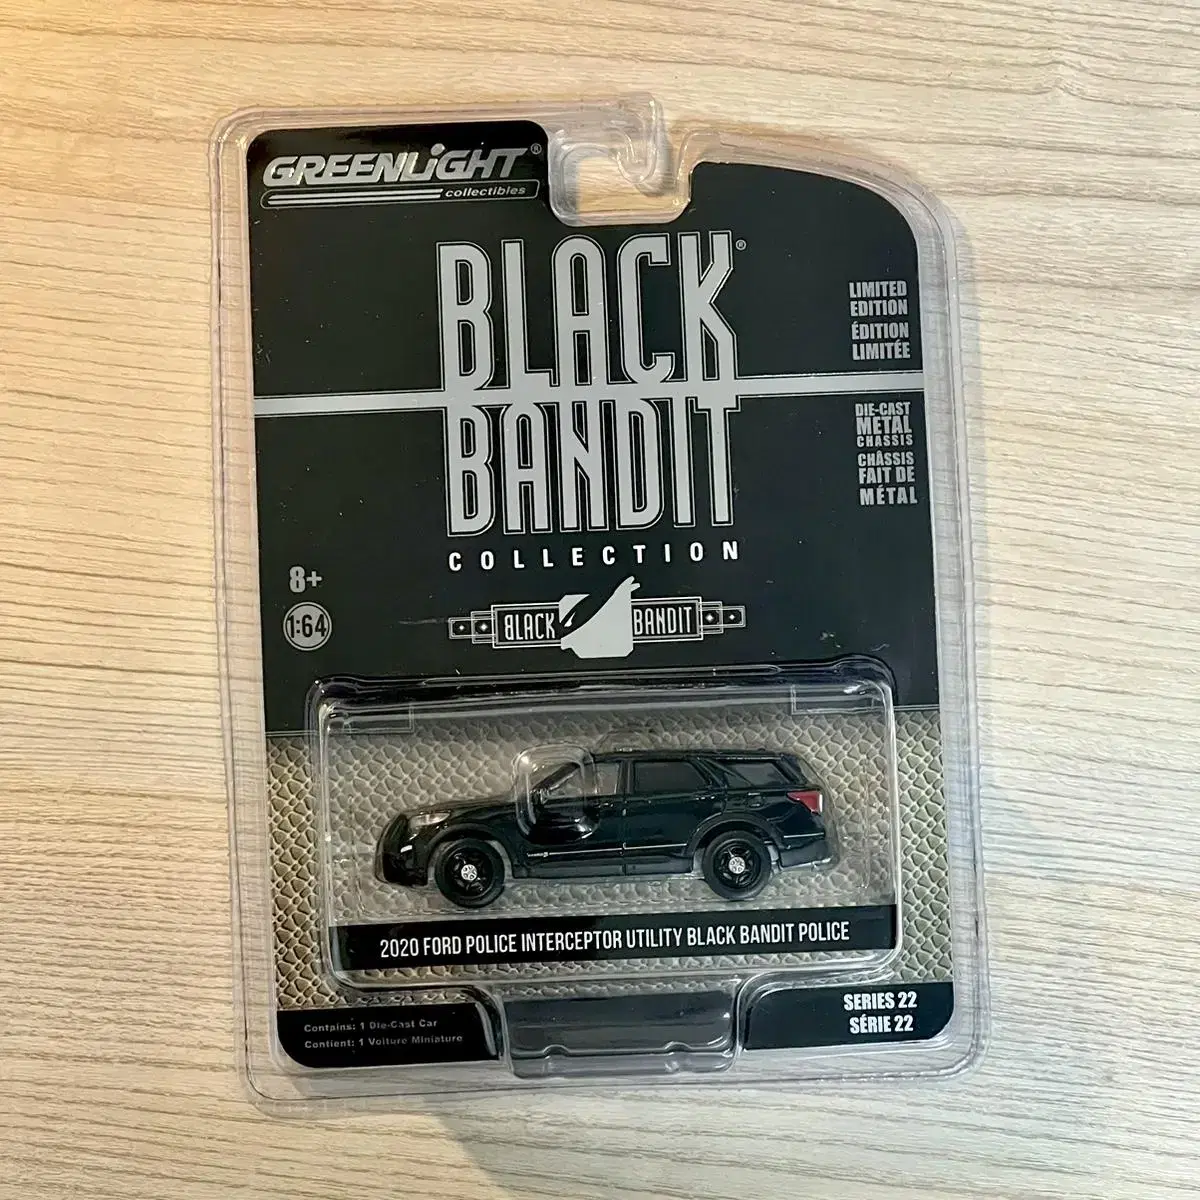 GREENLiGHT®
collectibles
BLACK®
BANDIT
COLLECTION
BLACK BANDIT
LIMITED
EDITION
ÉDITION
LIMITÉE
DIE-CAST
METAL
CHASSIS
CHÂSSIS
FAIT DE
MÉTAL
8+
1:64
2020 FORD POLICE INTERCEPTOR UTILITY BLACK BANDIT POLICE
Contains: 1 Die-Cast Car
Contient: 1 Voiture Miniature
SERIES 22
SÉRIE 22